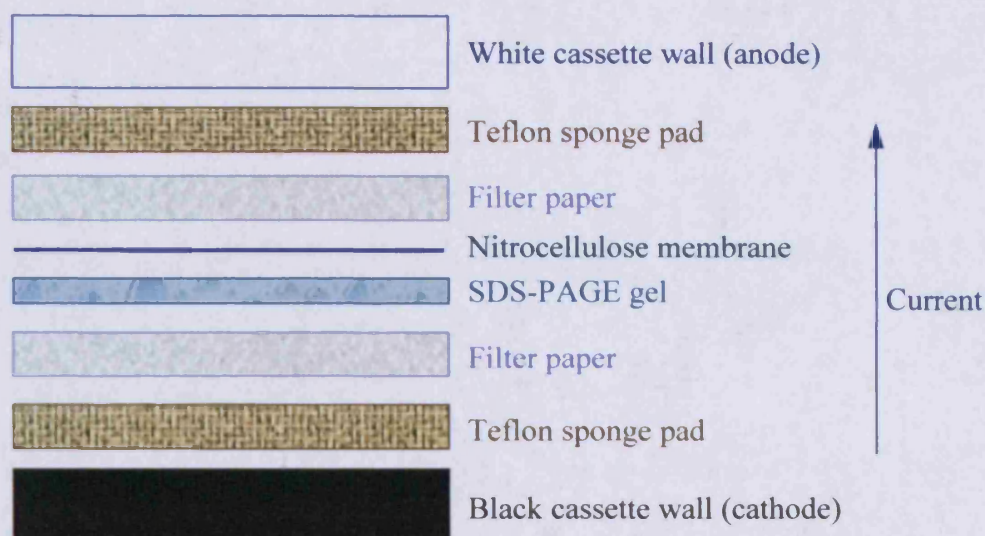 White cassette wall (anode)
Teflon sponge pad
Filter paper
Nitrocellulose membrane
SDS-PAGE gel
Current
Filter paper
Teflon sponge pad
Black cassette wall (cathode)